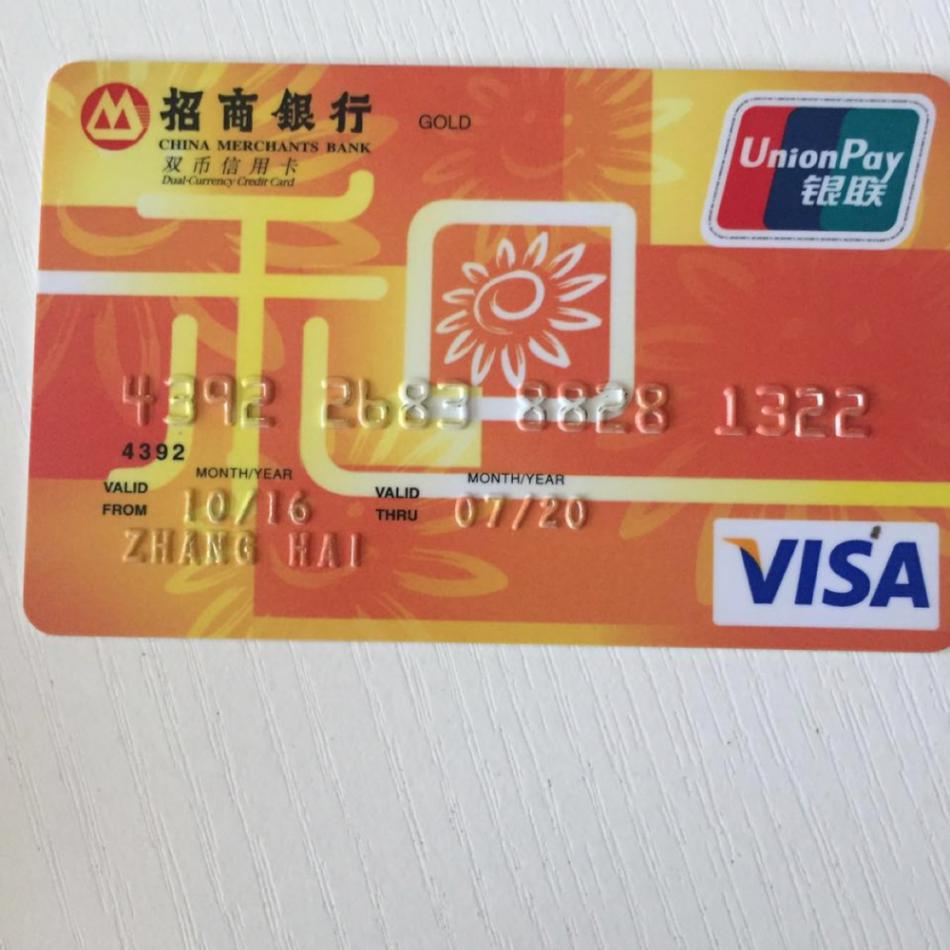 招商銀行
GOLD
CHINA MERCHANTS BANK
双币信用卡
Dual-Currency Credit Card
UnionPay
银联
4392 2683 8828 1322
4392
MONTH/YEAR MONTH/YEAR
VALID FROM 10/16 VALID THRU 07/20
ZHANG HAI
VISA